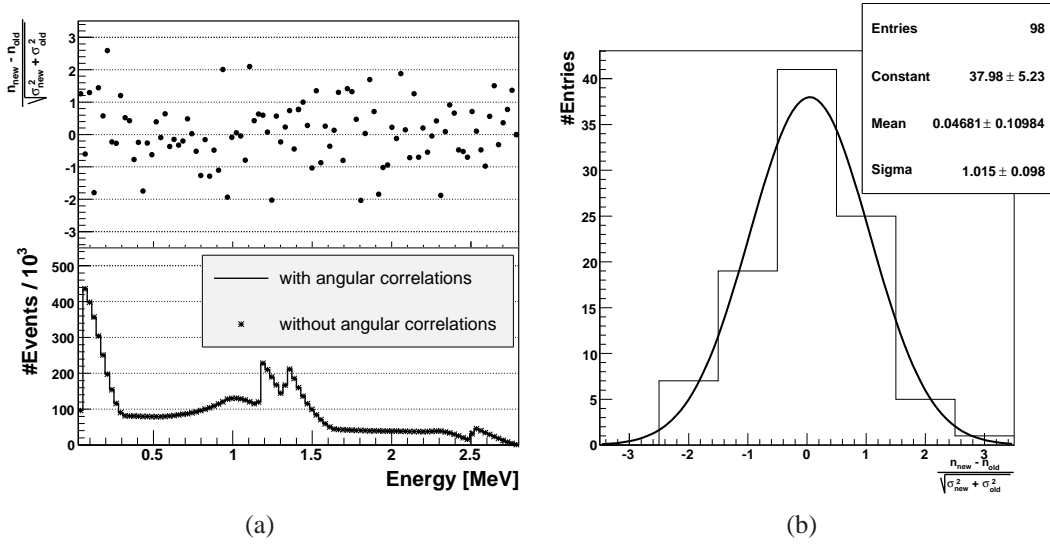 n_new - n_old
√σ²_new + σ²_old
3
2
1
0
-1
-2
-3
#Events / 10³
500
400
300
200
100
0
with angular correlations
without angular correlations
0.5 1 1.5 2 2.5
Energy [MeV]
(a)
#Entries
40
35
30
25
20
15
10
5
0
Entries 98
Constant 37.98 ± 5.23
Mean 0.04681 ± 0.10984
Sigma 1.015 ± 0.098
-3 -2 -1 0 1 2 3
n_new - n_old
√σ²_new + σ²_old
(b)